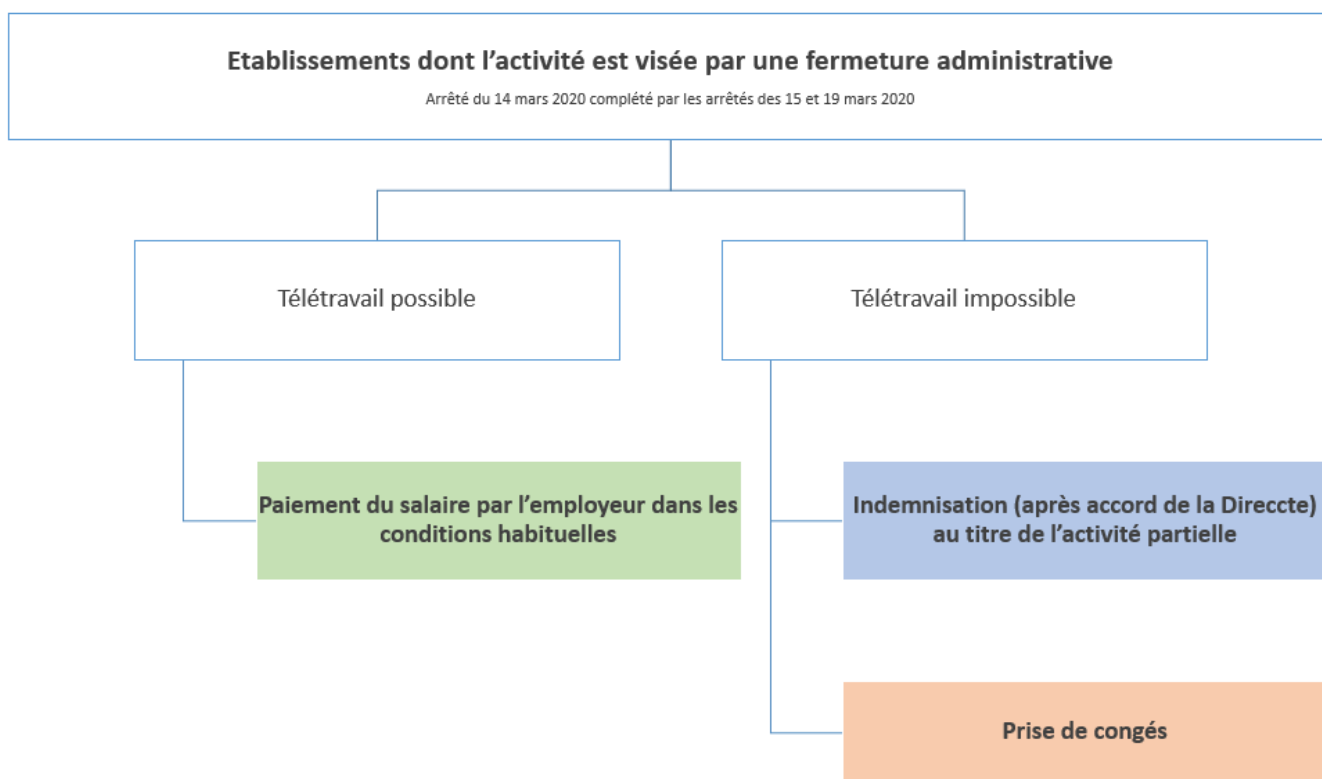 Etablissements dont l'activité est visée par une fermeture administrative
Arrêté du 14 mars 2020 complété par les arrêtés des 15 et 19 mars 2020
Télétravail possible
Télétravail impossible
Paiement du salaire par l'employeur dans les
conditions habituelles
Indemnisation (après accord de la Direccte)
au titre de l'activité partielle
Prise de congés